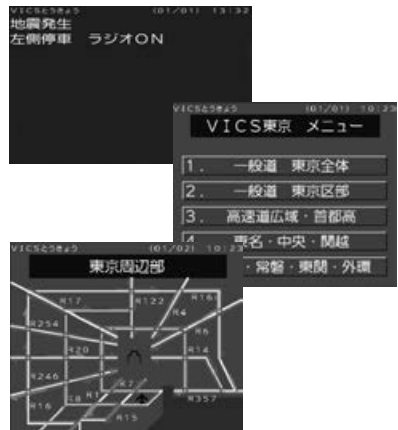 VICSとうきょう (01/01) 13:32
地震発生
左側停車 ラジオON
VICSとうきょう (01/01) 10:23
VICS東京 メニュー
1. 一般道 東京全体
2. 一般道 東京区部
3. 高速道広域・首都高
4. 東名・中央・関越
・常磐・東関・外環
VICSとうきょう (01/02) 10:23
東京周辺部
R17
R122
R16
R4
R254
R6
R20
R14
R246
R7
R16
R8
R1
R357
R15